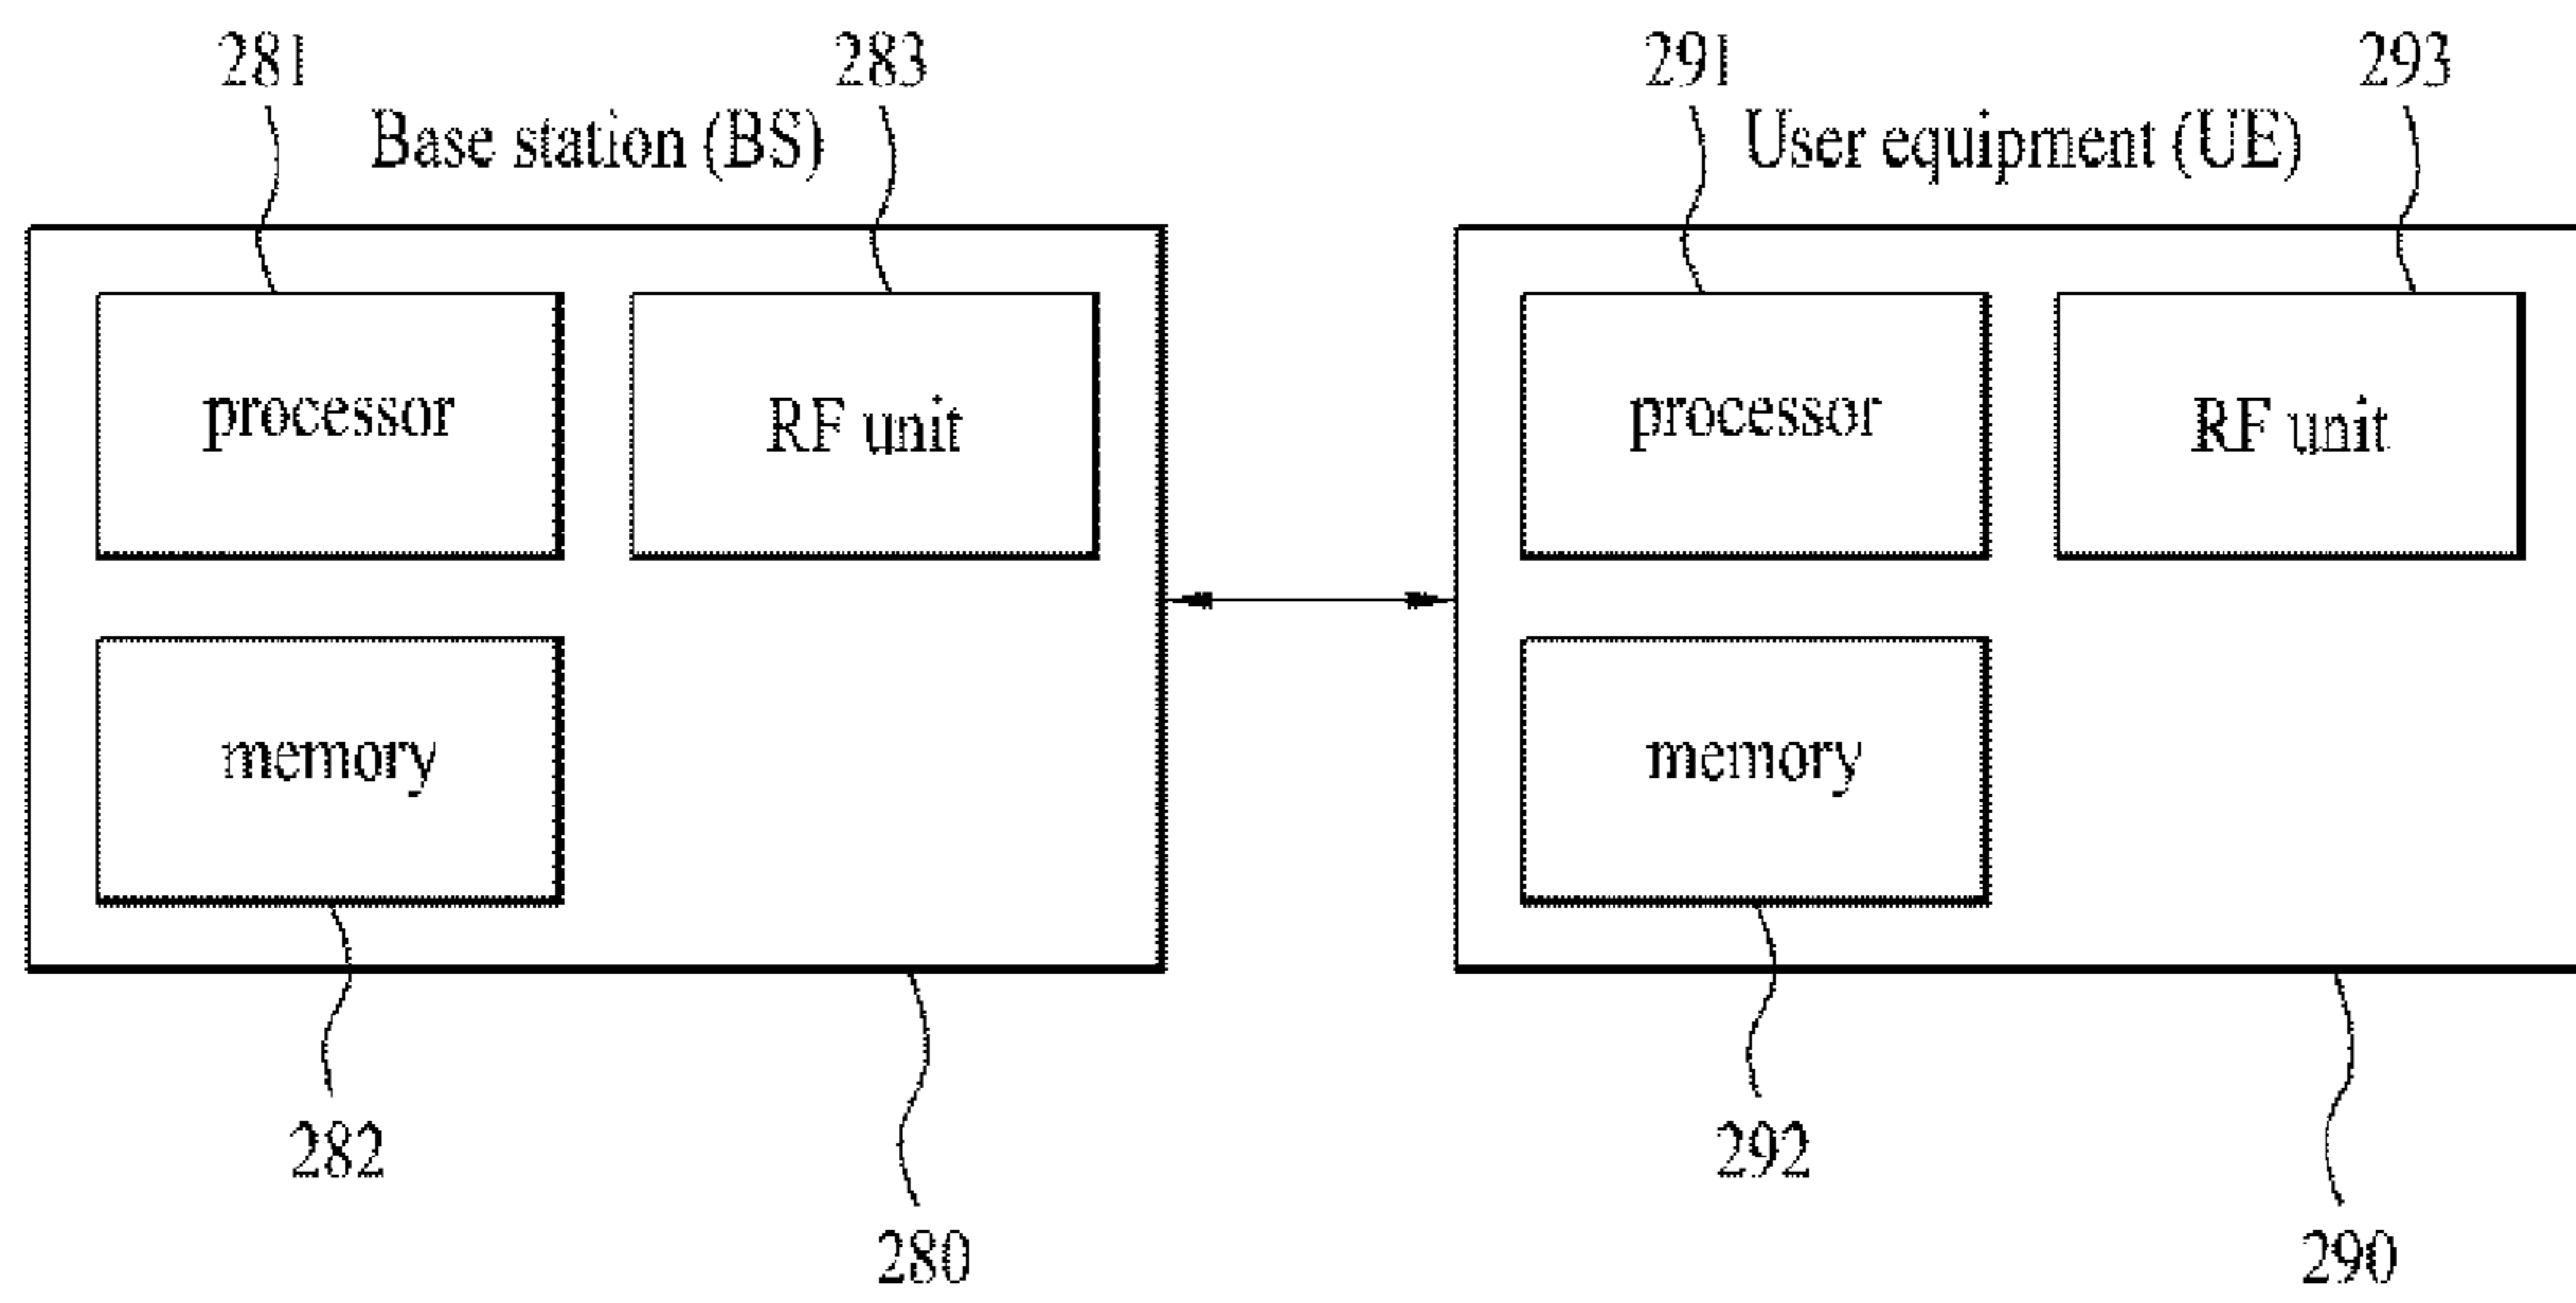 281 283 291 293
Base station (BS) User equipment (UE)
processor RF unit processor RF unit
memory memory
282 292
280 290